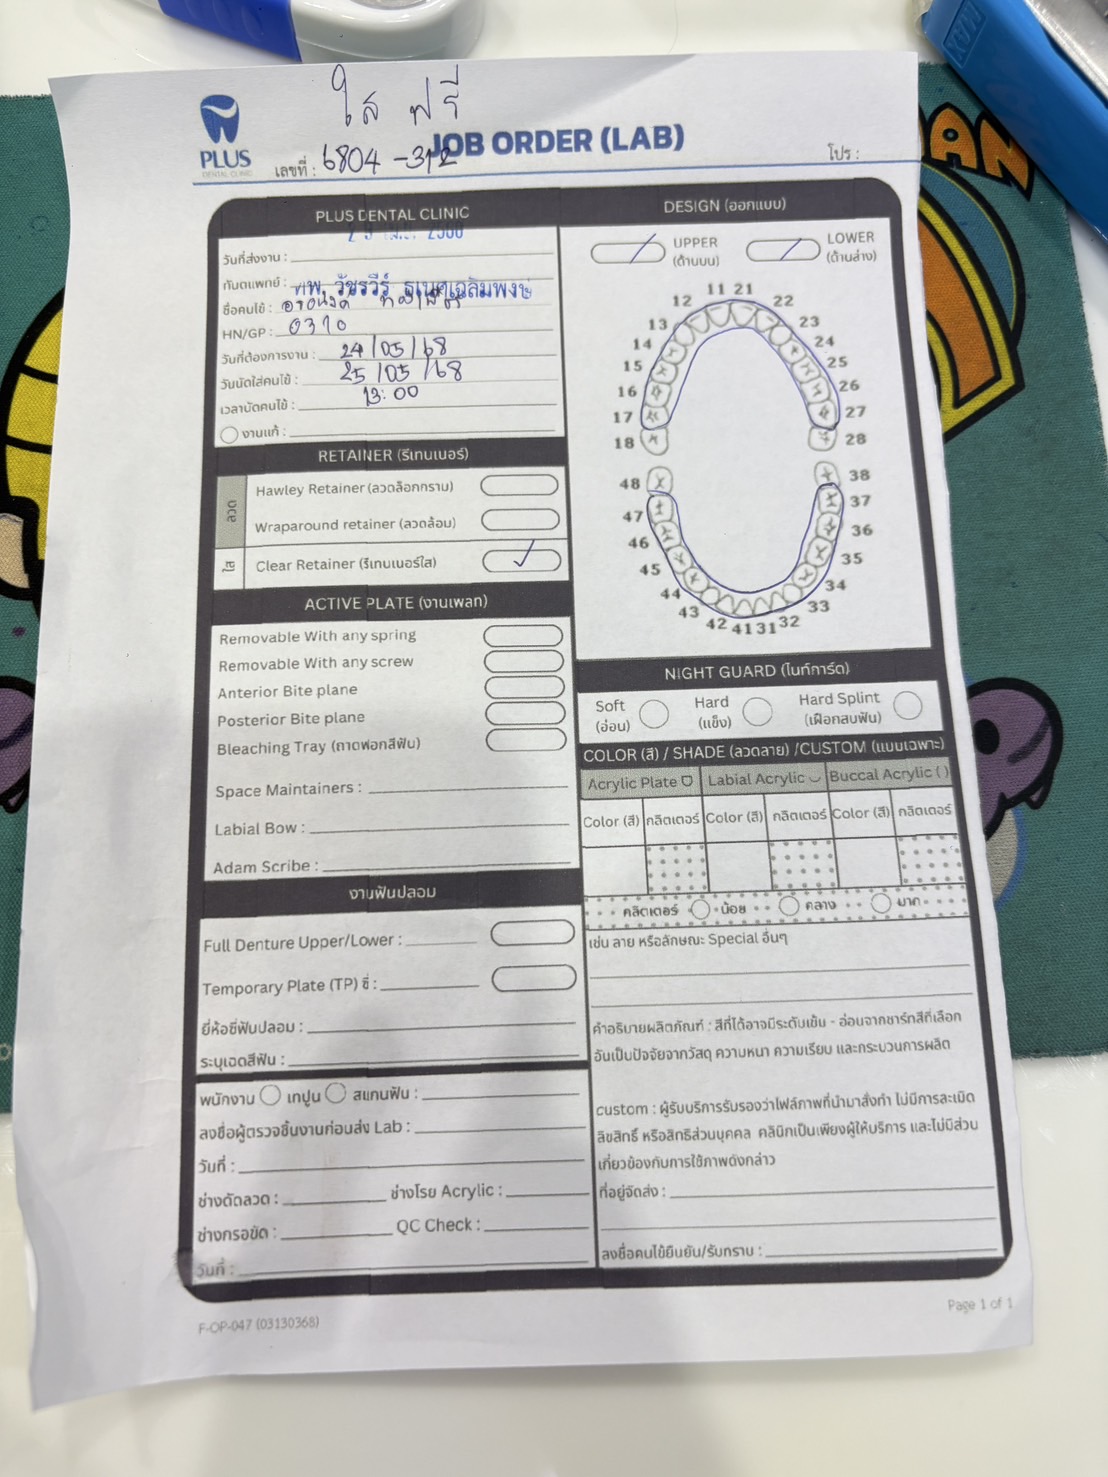 ใส ฟรี
PLUS
DENTAL CLINIC
JOB ORDER (LAB)
เลขที่ : 6804 -312
โปร :
PLUS DENTAL CLINIC
วันที่ส่งงาน :
ทันตแพทย์ : ทพ. วัชรวีร์
ชื่อคนไข้ :
HN/GP : 0310
วันที่ต้องการงาน : 24/05/68
วันนัดใส่คนไข้ : 25/05/68
เวลานัดคนไข้ : 13:00
งานแก้ :
RETAINER (รีเทนเนอร์)
ลวด
Hawley Retainer (ลวดล็อกกราม)
Wraparound retainer (ลวดล้อม)
ใส
Clear Retainer (รีเทนเนอร์ใส) ✓
ACTIVE PLATE (งานเพลท)
Removable With any spring
Removable With any screw
Anterior Bite plane
Posterior Bite plane
Bleaching Tray (ถาดฟอกสีฟัน)
Space Maintainers :
Labial Bow :
Adam Scribe :
งานฟันปลอม
Full Denture Upper/Lower :
Temporary Plate (TP) ซี่ :
ยี่ห้อซี่ฟันปลอม :
ระบุเฉดสีฟัน :
พนักงาน เทปูน สแกนฟัน :
ลงชื่อผู้ตรวจชิ้นงานก่อนส่ง Lab :
วันที่ :
ช่างดัดลวด : ช่างโรย Acrylic :
ช่างกรอขัด : QC Check :
วันที่ :
DESIGN (ออกแบบ)
UPPER (ด้านบน) LOWER (ด้านล่าง)
11 21
12 22
13 23
14 24
15 25
16 26
17 27
18 28
48 38
47 37
46 36
45 35
44 34
43 33
42 41 31 32
NIGHT GUARD (ไนท์การ์ด)
Soft (อ่อน) Hard (แข็ง) Hard Splint (เฝือกสบฟัน)
COLOR (สี) / SHADE (ลวดลาย) /CUSTOM (แบบเฉพาะ)
Acrylic Plate Labial Acrylic Buccal Acrylic ( )
Color (สี) กลิตเตอร์ Color (สี) กลิตเตอร์ Color (สี) กลิตเตอร์
กลิตเตอร์ น้อย กลาง มาก
เช่น ลาย หรือลักษณะ Special อื่นๆ
คำอธิบายผลิตภัณฑ์ : สีที่ได้อาจมีระดับเข้ม - อ่อนจากชาร์ทสีที่เลือก
อันเป็นปัจจัยจากวัสดุ ความหนา ความเรียบ และกระบวนการผลิต
custom : ผู้รับบริการรับรองว่าไฟล์ภาพที่นำมาสั่งทำ ไม่มีการละเมิด
ลิขสิทธิ์ หรือสิทธิส่วนบุคคล คลินิกเป็นเพียงผู้ให้บริการ และไม่มีส่วน
เกี่ยวข้องกับการใช้ภาพดังกล่าว
ที่อยู่จัดส่ง :
ลงชื่อคนไข้ยืนยัน/รับทราบ :
F-OP-047 (03130368)
Page 1 of 1